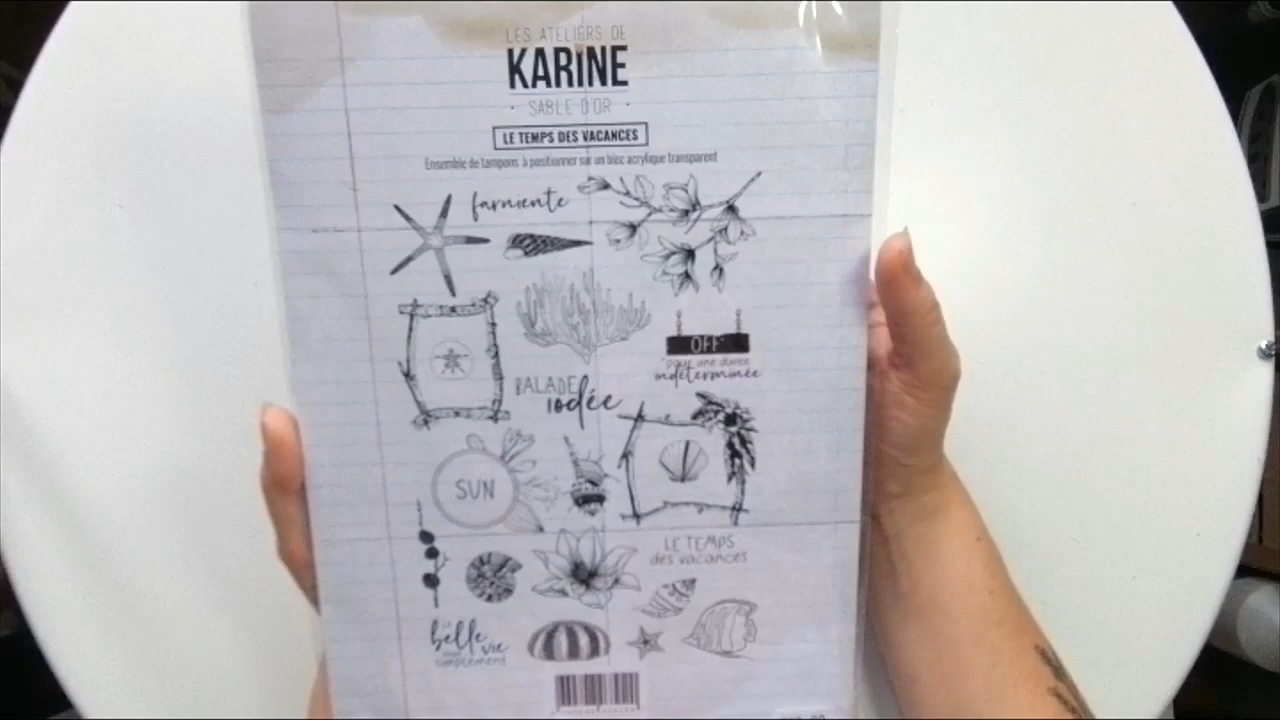 LES ATELIERS DE
KARINE
· SABLE D'OR ·
LE TEMPS DES VACANCES
Ensemble de tampons à positionner sur un bloc acrylique transparent
farniente
OFF*
*pour une durée
indéterminée
BALADE
iodée
SUN
LE TEMPS
des vacances
la
belle
vie
simplement